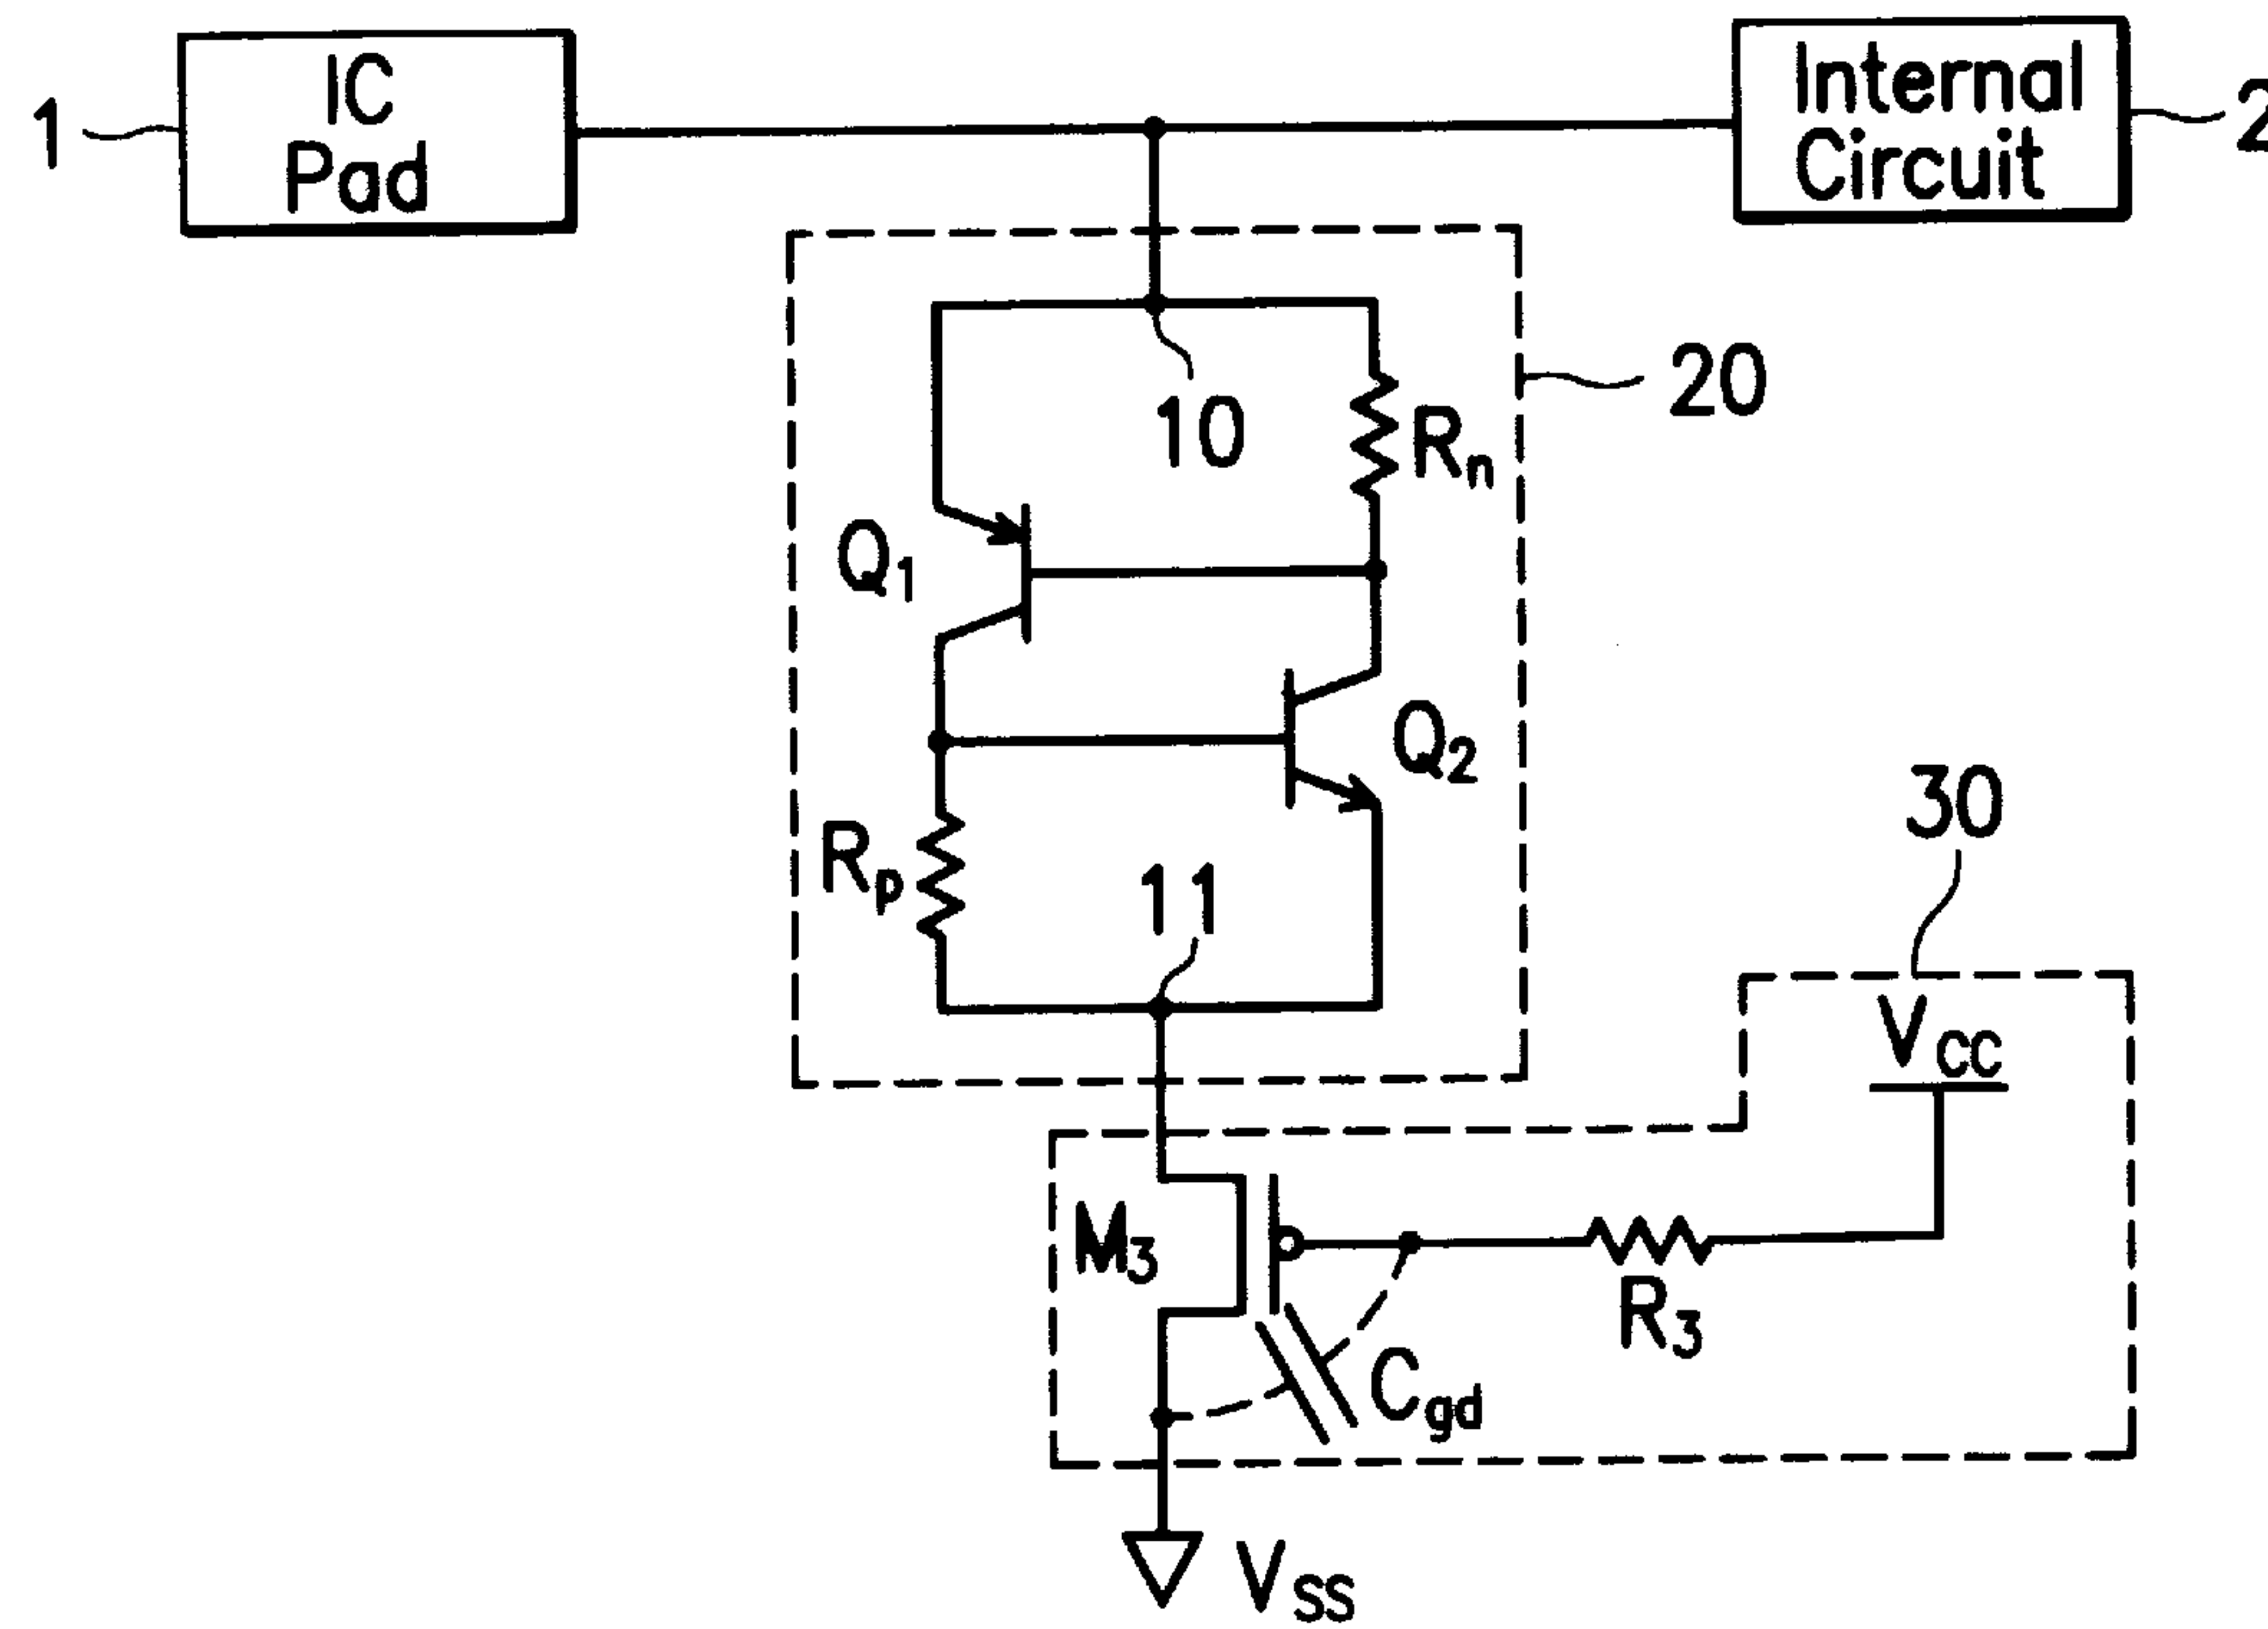 IC
Pad
1
Internal
Circuit
2
10
Rn
20
Q1
Q2
Rp
11
30
VCC
M3
R3
Cgd
VSS